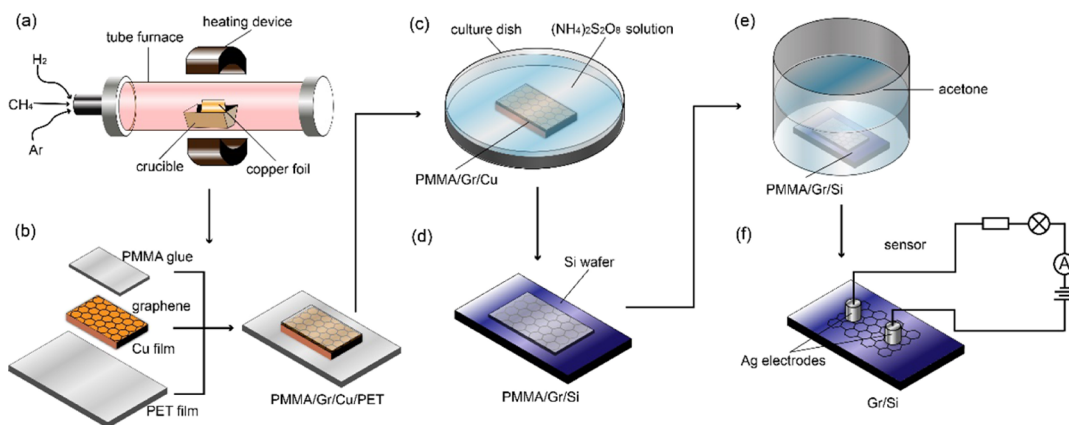 (a)
heating device
tube furnace
H₂
CH₄
Ar
crucible
copper foil
(b)
PMMA glue
graphene
Cu film
PET film
PMMA/Gr/Cu/PET
(c)
culture dish
(NH4)2S2O8 solution
PMMA/Gr/Cu
(d)
Si wafer
PMMA/Gr/Si
(e)
acetone
PMMA/Gr/Si
(f)
sensor
A
Ag electrodes
Gr/Si